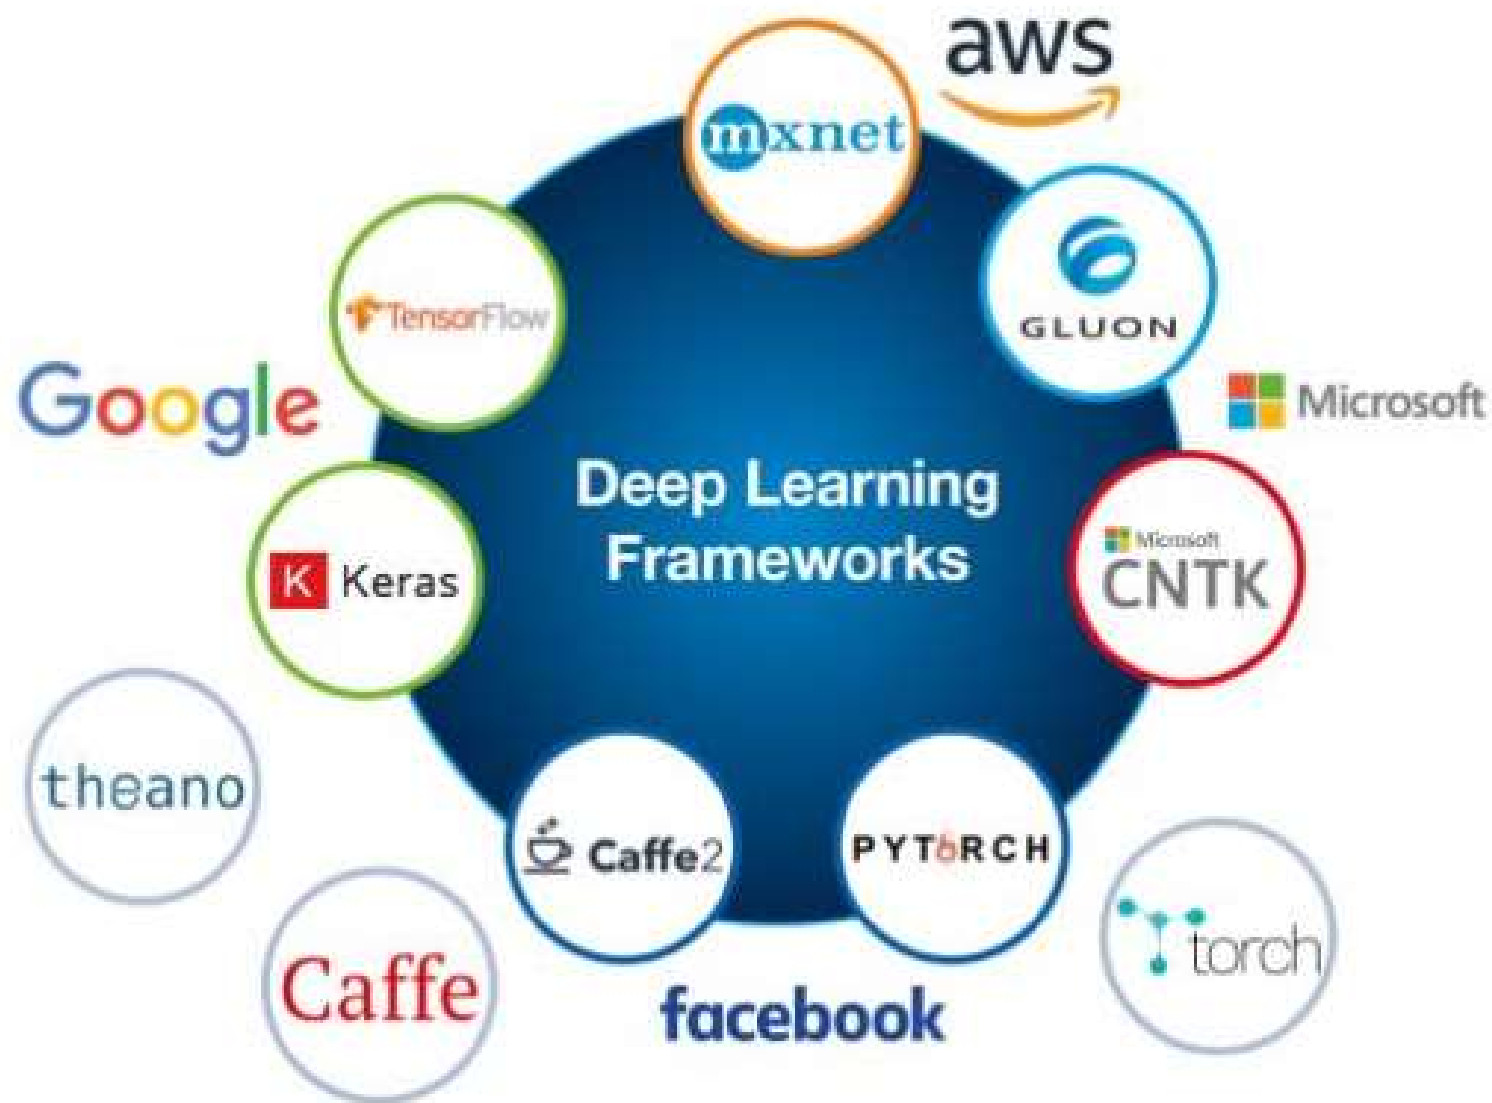 aws
mxnet
GLUON
TensorFlow
Google
Microsoft
Deep Learning
Frameworks
Keras
K
Microsoft
CNTK
theano
Caffe2
PYTORCH
torch
Caffe
facebook